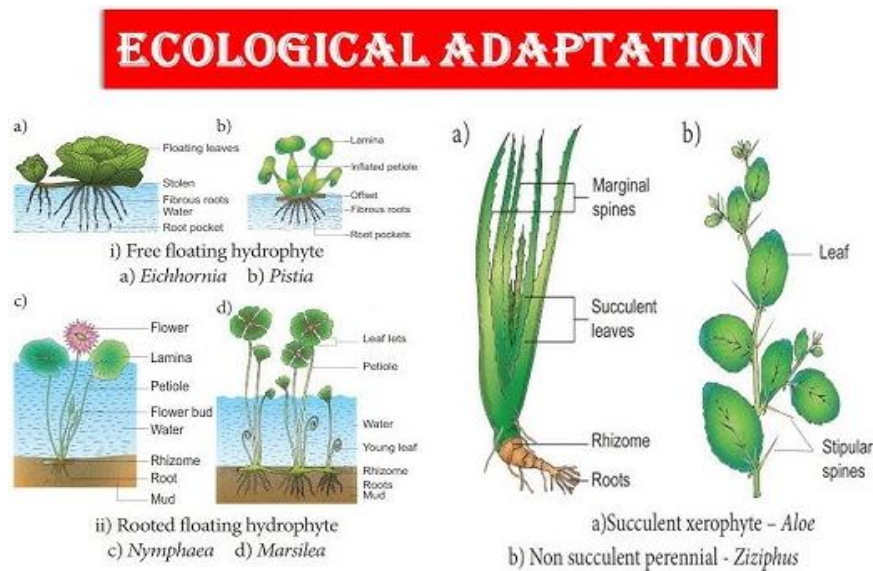 ECOLOGICAL ADAPTATION
a)
Floating leaves
Stolen
Fibrous roots
Water
Root pocket
b)
Lamina
Inflated petiole
Offset
Fibrous roots
Root pockets
i) Free floating hydrophyte
a) Eichhornia b) Pistia
c)
Flower
Lamina
Petiole
Flower bud
Water
Rhizome
Root
Mud
d)
Leaf lets
Petiole
Water
Young leaf
Rhizome
Roots
Mud
ii) Rooted floating hydrophyte
c) Nymphaea d) Marsilea
a)
Marginal
spines
Succulent
leaves
Rhizome
Roots
b)
Leaf
Stipular
spines
a)Succulent xerophyte – Aloe
b) Non succulent perennial - Ziziphus